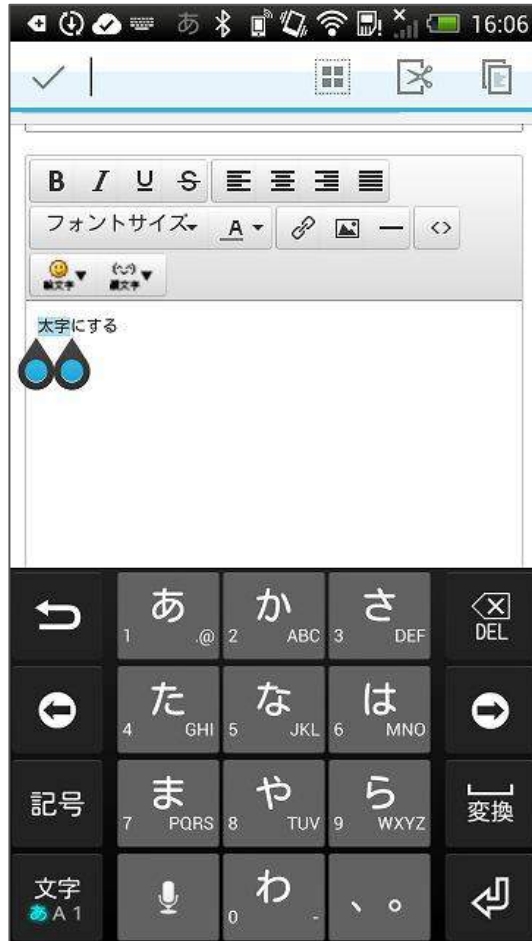 あ 16:06
B I U S
フォントサイズ A <>
絵文字 顔文字
太字にする
あ か さ DEL
1 .@ 2 ABC 3 DEF
た な は
4 GHI 5 JKL 6 MNO
記号 ま や ら 変換
7 PQRS 8 TUV 9 WXYZ
文字 わ 、。
あ A 1 0 -